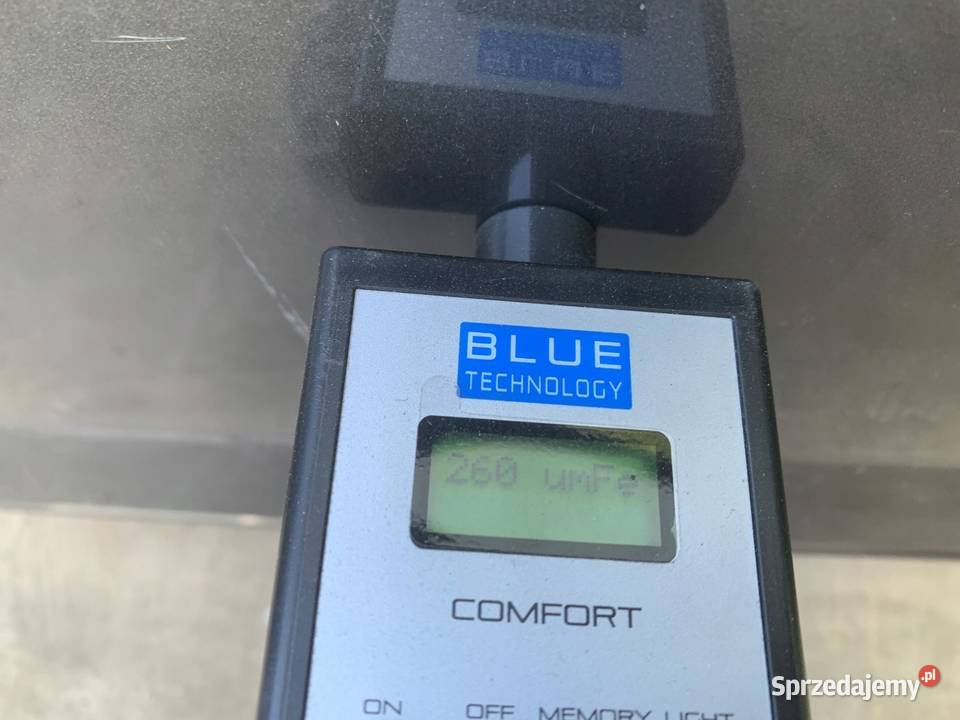 BLUE
TECHNOLOGY
260 umFe
COMFORT
ON OFF MEMORY LIGHT
Sprzedajemy.pl